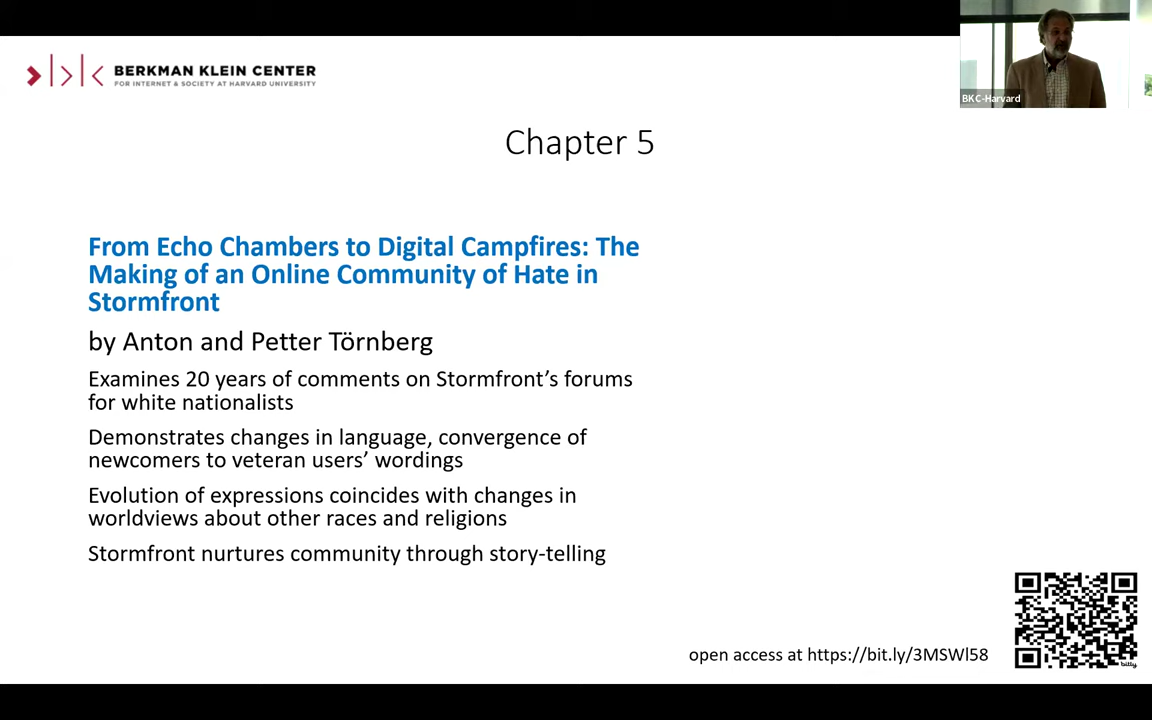 BERKMAN KLEIN CENTER
FOR INTERNET & SOCIETY AT HARVARD UNIVERSITY
BKC-Harvard
Chapter 5
From Echo Chambers to Digital Campfires: The
Making of an Online Community of Hate in
Stormfront
by Anton and Petter Törnberg
Examines 20 years of comments on Stormfront’s forums
for white nationalists
Demonstrates changes in language, convergence of
newcomers to veteran users’ wordings
Evolution of expressions coincides with changes in
worldviews about other races and religions
Stormfront nurtures community through story-telling
open access at https://bit.ly/3MSWl58
bitly